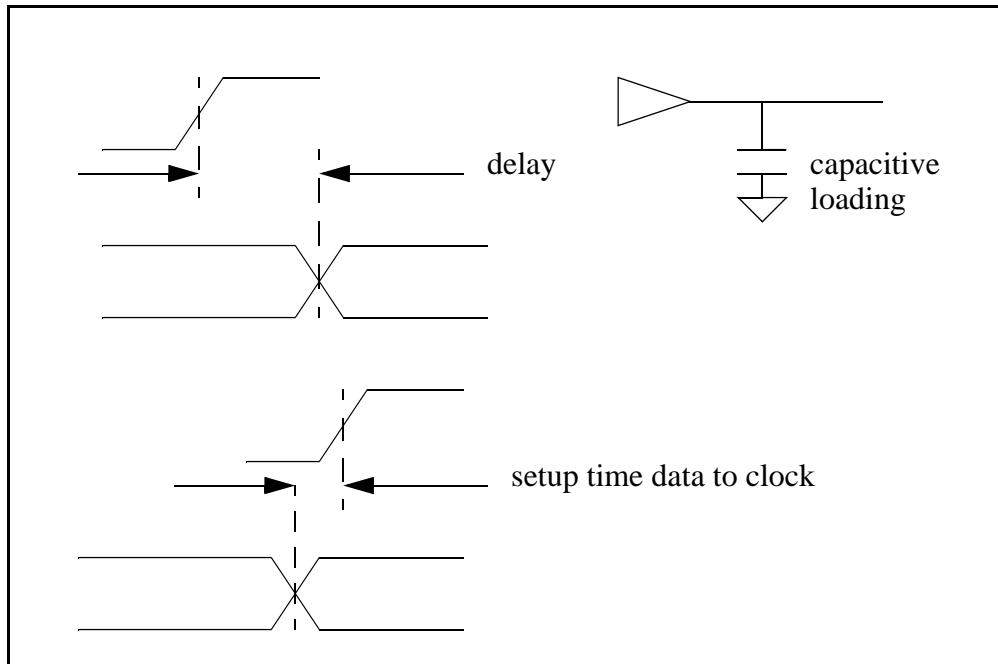 delay
capacitive
loading
setup time data to clock